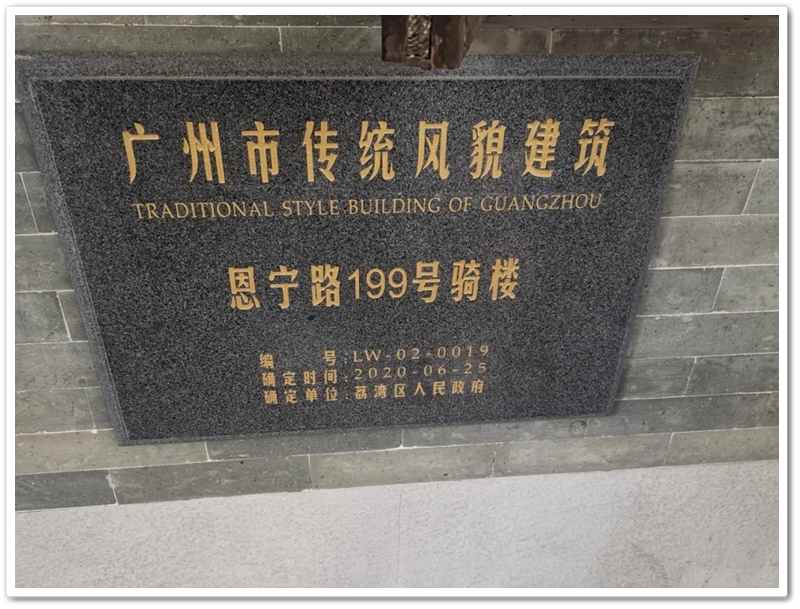 广州市传统风貌建筑
TRADITIONAL STYLE BUILDING OF GUANGZHOU
恩宁路199号骑楼
编 号:LW-02-0019
确定时间:2020-06-25
确定单位:荔湾区人民政府